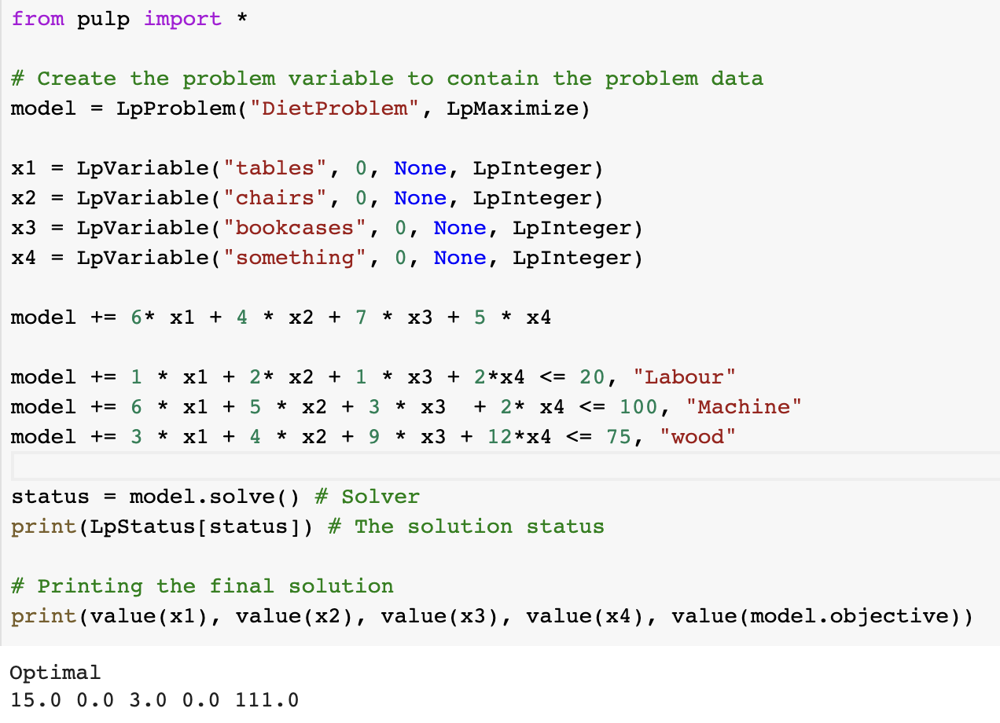 from pulp import *
# Create the problem variable to contain the problem data
model = LpProblem("DietProblem", LpMaximize)
x1 = LpVariable("tables", 0, None, LpInteger)
x2 = LpVariable("chairs", 0, None, LpInteger)
x3 = LpVariable("bookcases", 0, None, LpInteger)
x4 = LpVariable("something", 0, None, LpInteger)
model += 6* x1 + 4 * x2 + 7 * x3 + 5 * x4
model += 1 * x1 + 2* x2 + 1 * x3 + 2*x4 <= 20, "Labour"
model += 6 * x1 + 5 * x2 + 3 * x3  + 2* x4 <= 100, "Machine"
model += 3 * x1 + 4 * x2 + 9 * x3 + 12*x4 <= 75, "wood"
status = model.solve() # Solver
print(LpStatus[status]) # The solution status
# Printing the final solution
print(value(x1), value(x2), value(x3), value(x4), value(model.objective))
Optimal
15.0 0.0 3.0 0.0 111.0